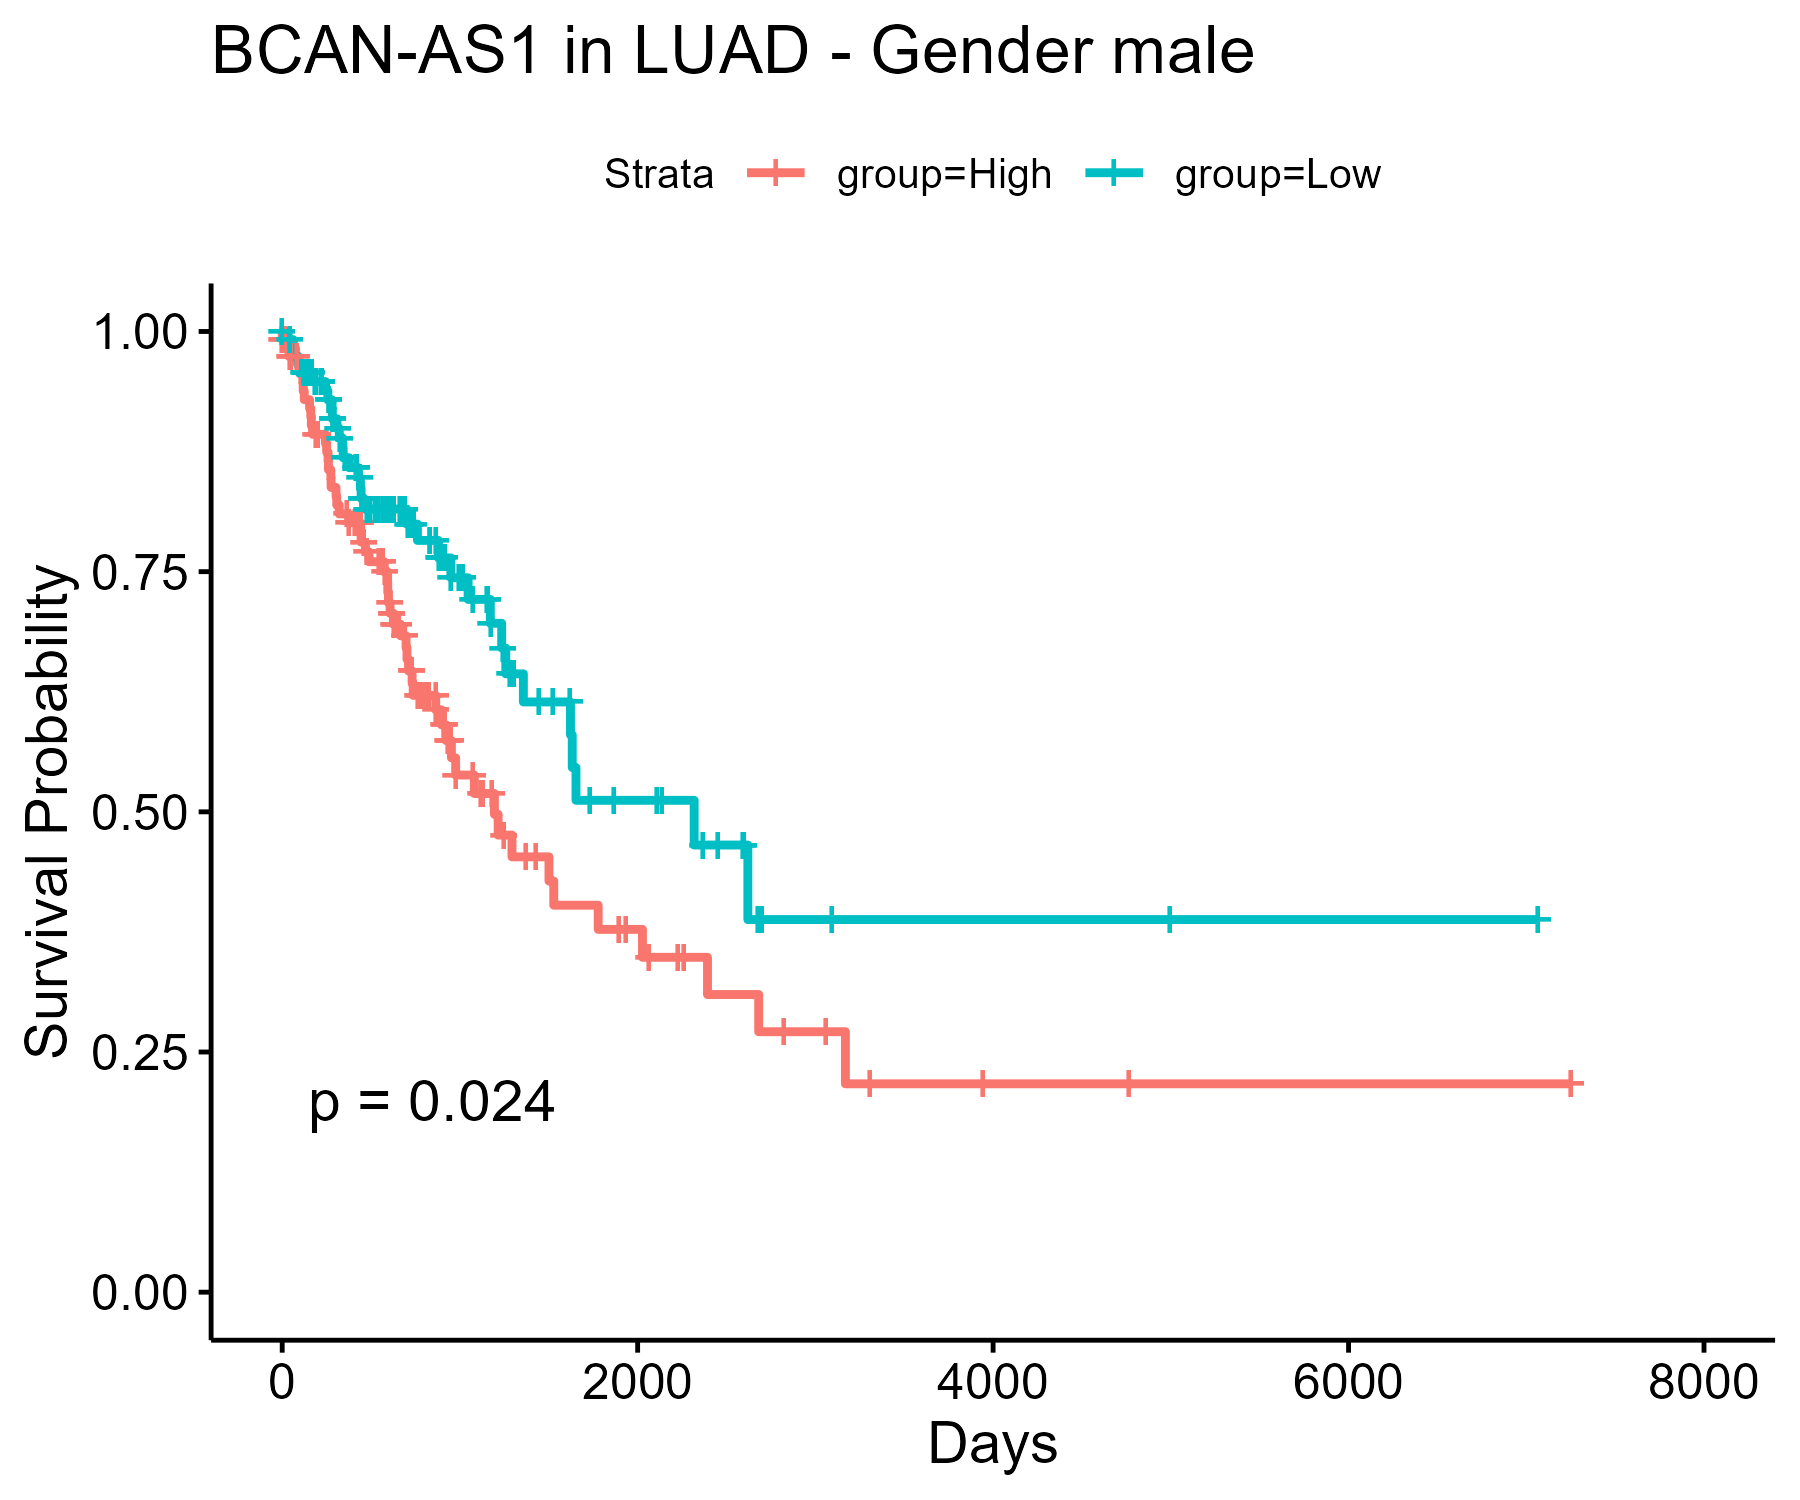 BCAN-AS1 in LUAD - Gender male
Strata group=High group=Low
1.00
0.75
0.50
0.25
0.00
Survival Probability
p = 0.024
0 2000 4000 6000 8000
Days